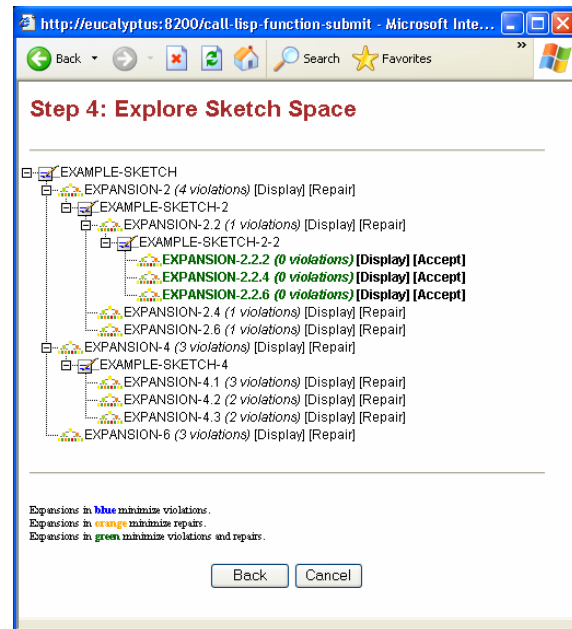 http://eucalyptus:8200/call-lisp-function-submit - Microsoft Inte...
Back Search Favorites »
Step 4: Explore Sketch Space
EXAMPLE-SKETCH
EXPANSION-2 (4 violations) [Display] [Repair]
EXAMPLE-SKETCH-2
EXPANSION-2.2 (1 violations) [Display] [Repair]
EXAMPLE-SKETCH-2-2
EXPANSION-2.2.2 (0 violations) [Display] [Accept]
EXPANSION-2.2.4 (0 violations) [Display] [Accept]
EXPANSION-2.2.6 (0 violations) [Display] [Accept]
EXPANSION-2.4 (1 violations) [Display] [Repair]
EXPANSION-2.6 (1 violations) [Display] [Repair]
EXPANSION-4 (3 violations) [Display] [Repair]
EXAMPLE-SKETCH-4
EXPANSION-4.1 (3 violations) [Display] [Repair]
EXPANSION-4.2 (2 violations) [Display] [Repair]
EXPANSION-4.3 (2 violations) [Display] [Repair]
EXPANSION-6 (3 violations) [Display] [Repair]
Expansions in blue minimize violations.
Expansions in orange minimize repairs.
Expansions in green minimize violations and repairs.
Back Cancel